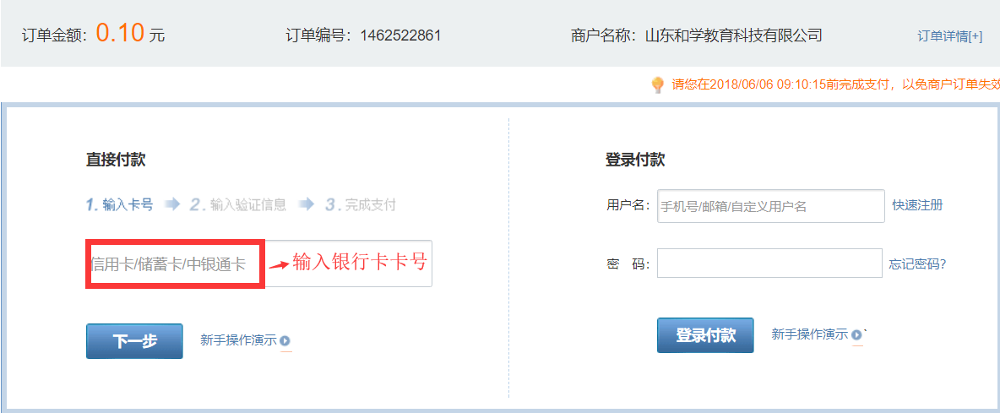 订单金额：0.10 元 订单编号：1462522861 商户名称：山东和学教育科技有限公司 订单详情[+]
请您在2018/06/06 09:10:15前完成支付，以免商户订单失效
直接付款
1. 输入卡号 2. 输入验证信息 3. 完成支付
信用卡/储蓄卡/中银通卡 输入银行卡卡号
下一步 新手操作演示
登录付款
用户名： 手机号/邮箱/自定义用户名 快速注册
密 码： 忘记密码?
登录付款 新手操作演示